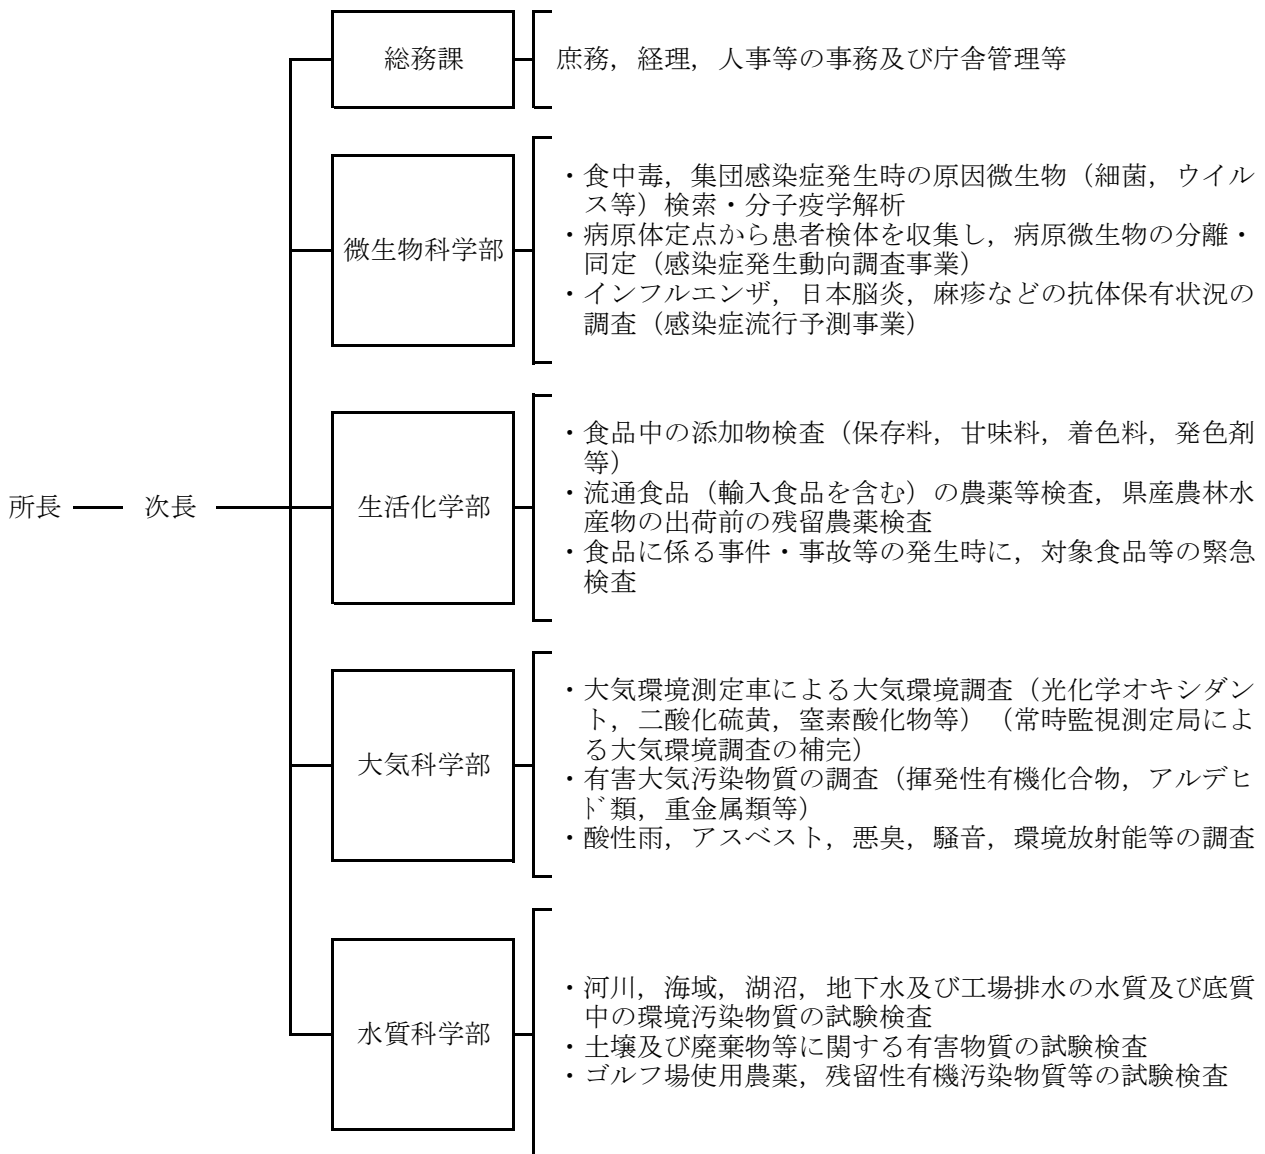 総務課
庶務，経理，人事等の事務及び庁舎管理等
微生物科学部
・食中毒，集団感染症発生時の原因微生物（細菌，ウイル
ス等）検索・分子疫学解析
・病原体定点から患者検体を収集し，病原微生物の分離・
同定（感染症発生動向調査事業）
・インフルエンザ，日本脳炎，麻疹などの抗体保有状況の
調査（感染症流行予測事業）
所長
次長
生活化学部
・食品中の添加物検査（保存料，甘味料，着色料，発色剤
等）
・流通食品（輸入食品を含む）の農薬等検査，県産農林水
産物の出荷前の残留農薬検査
・食品に係る事件・事故等の発生時に，対象食品等の緊急
検査
大気科学部
・大気環境測定車による大気環境調査（光化学オキシダン
ト，二酸化硫黄，窒素酸化物等）（常時監視測定局によ
る大気環境調査の補完）
・有害大気汚染物質の調査（揮発性有機化合物，アルデヒ
ド類，重金属類等）
・酸性雨，アスベスト，悪臭，騒音，環境放射能等の調査
水質科学部
・河川，海域，湖沼，地下水及び工場排水の水質及び底質
中の環境汚染物質の試験検査
・土壌及び廃棄物等に関する有害物質の試験検査
・ゴルフ場使用農薬，残留性有機汚染物質等の試験検査